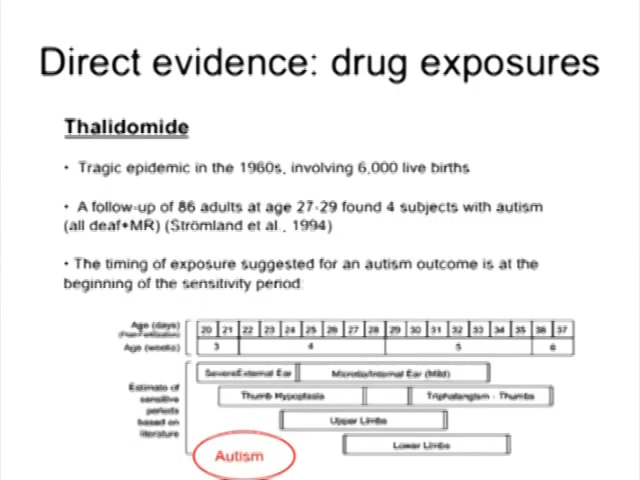 Direct evidence: drug exposures
Thalidomide
• Tragic epidemic in the 1960s, involving 6,000 live births
• A follow-up of 86 adults at age 27-29 found 4 subjects with autism
(all deaf+MR) (Strömland et al., 1994)
• The timing of exposure suggested for an autism outcome is at the
beginning of the sensitivity period:
Age (days)
20 21 22 23 24 25 26 27 28 29 30 31 32 33 34 35 36 37
Age (weeks) 3 4 5 6
Severe External Ear Microtia/Internal Ear (Mild)
Estimate of
sensitive
periods
based on
literature
Thumb Hypoplasia Triphalangism - Thumbs
Upper Limbs
Lower Limbs
Autism